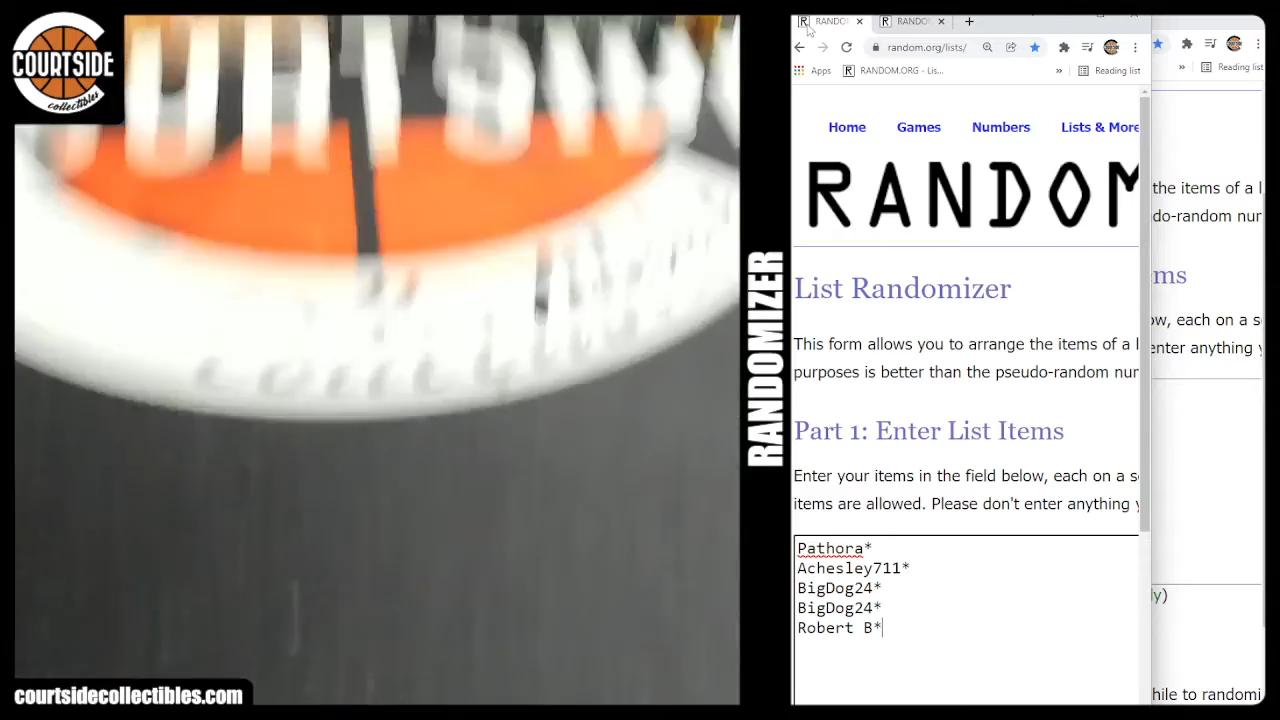 COURTSIDE
collectibles
RANDOMIZER
courtsidecollectibles.com
RANDO
RANDO
random.org/lists/
Apps
RANDOM.ORG - Lis...
Reading list
Reading list
Home Games Numbers Lists & More
RANDOM
List Randomizer
This form allows you to arrange the items of a l
purposes is better than the pseudo-random nur
Part 1: Enter List Items
Enter your items in the field below, each on a s
items are allowed. Please don't enter anything y
Pathora*
Achesley711*
BigDog24*
BigDog24*
Robert B*
the items of a l
do-random nur
ms
ow, each on a s
enter anything y
ly)
hile to randomi